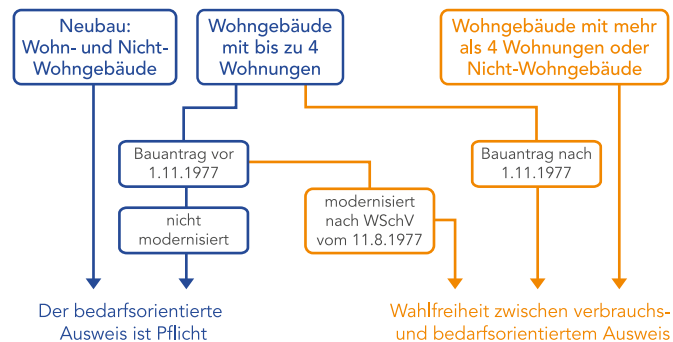 Neubau:
Wohn- und Nicht-
Wohngebäude
Wohngebäude
mit bis zu 4
Wohnungen
Wohngebäude mit mehr
als 4 Wohnungen oder
Nicht-Wohngebäude
Bauantrag vor
1.11.1977
Bauantrag nach
1.11.1977
nicht
modernisiert
modernisiert
nach WSchV
vom 11.8.1977
Der bedarfsorientierte
Ausweis ist Pflicht
Wahlfreiheit zwischen verbrauchs-
und bedarfsorientiertem Ausweis